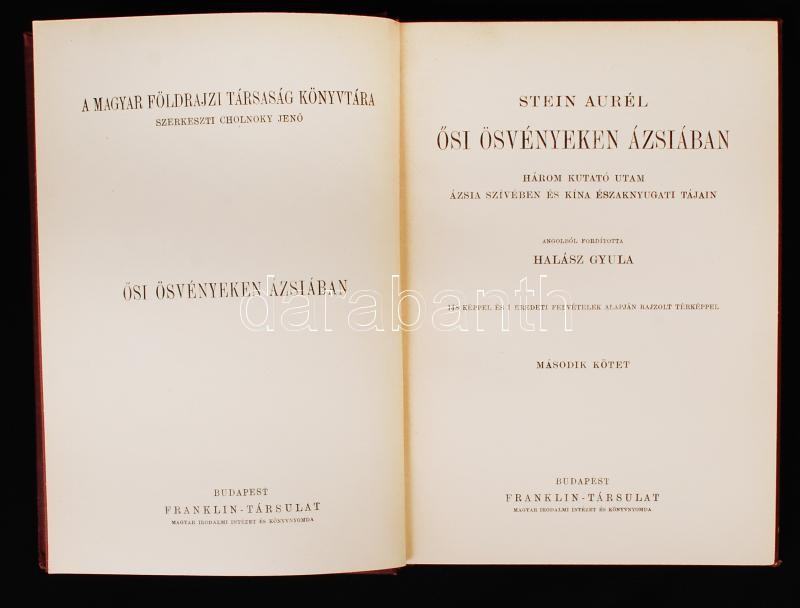 A MAGYAR FÖLDRAJZI TÁRSASÁG KÖNYVTÁRA
SZERKESZTI CHOLNOKY JENŐ
ŐSI ÖSVÉNYEKEN ÁZSIÁBAN
BUDAPEST
FRANKLIN-TÁRSULAT
MAGYAR IRODALMI INTÉZET ÉS KÖNYVNYOMDA
STEIN AURÉL
ŐSI ÖSVÉNYEKEN ÁZSIÁBAN
HÁROM KUTATÓ UTAM
ÁZSIA SZÍVÉBEN ÉS KÍNA ÉSZAKNYUGATI TÁJAIN
ANGOLBÓL FORDÍTOTTA
HALÁSZ GYULA
KÉPPEL ÉS 1 EREDETI FELVÉTELEK ALAPJÁN RAJZOLT TÉRKÉPPEL
MÁSODIK KÖTET
BUDAPEST
FRANKLIN-TÁRSULAT
MAGYAR IRODALMI INTÉZET ÉS KÖNYVNYOMDA
darabanth